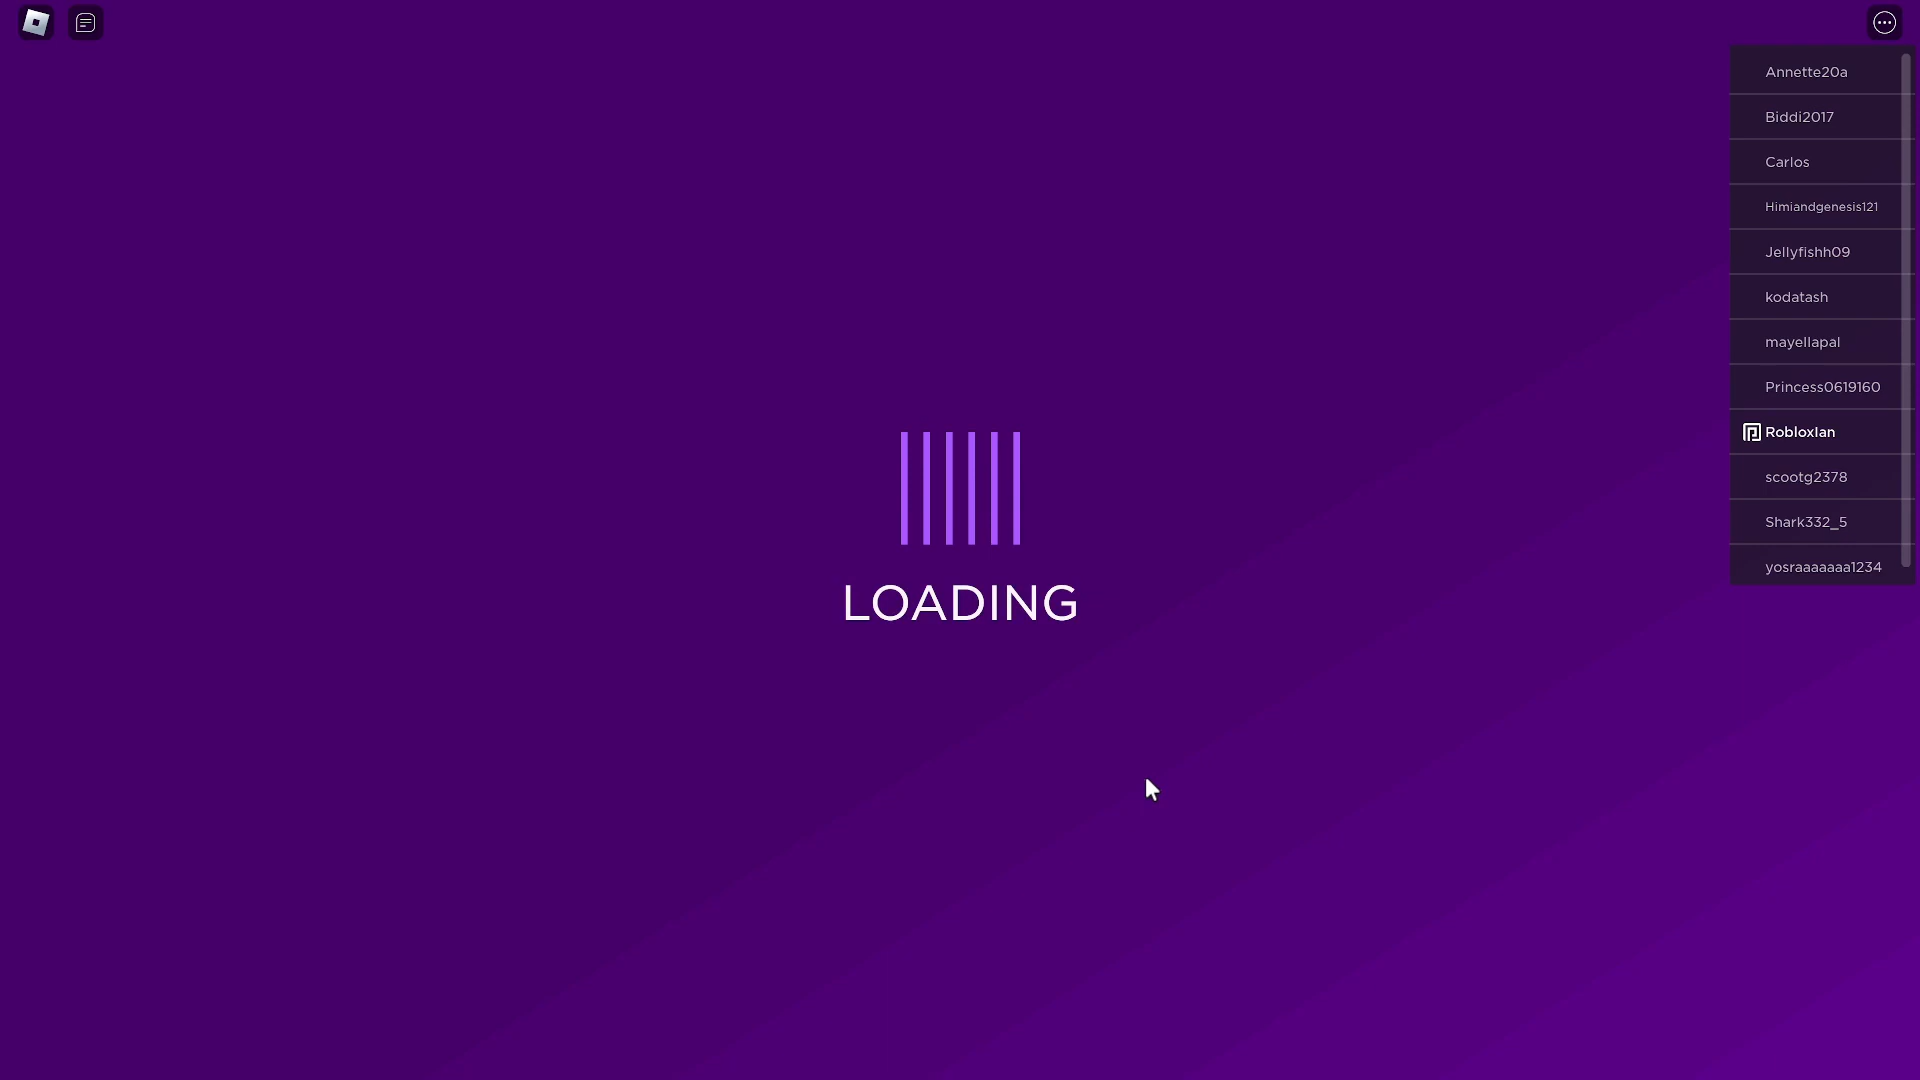 Annette20a
Biddi2017
Carlos
Himiandgenesis121
Jellyfishh09
kodatash
mayellapal
Princess0619160
RobloxIan
scootg2378
Shark332_5
yosraaaaaaa1234
LOADING